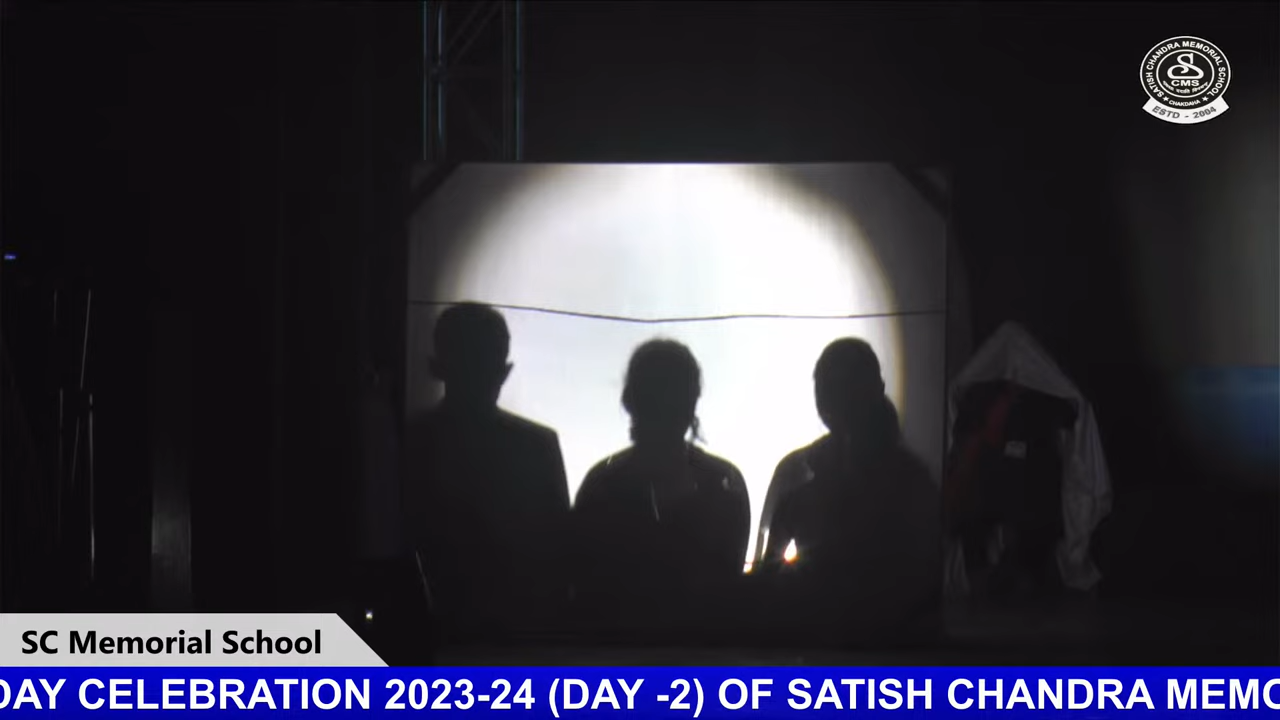 SATISH CHANDRA MEMORIAL SCHOOL
CMS
CHAKDAHA
ESTD - 2004
SC Memorial School
DAY CELEBRATION 2023-24 (DAY -2) OF SATISH CHANDRA MEMO